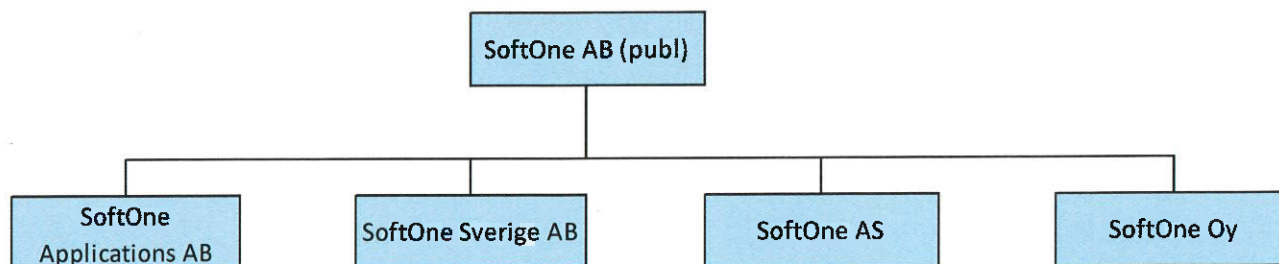 SoftOne AB (publ)
SoftOne
Applications AB
SoftOne Sverige AB
SoftOne AS
SoftOne Oy